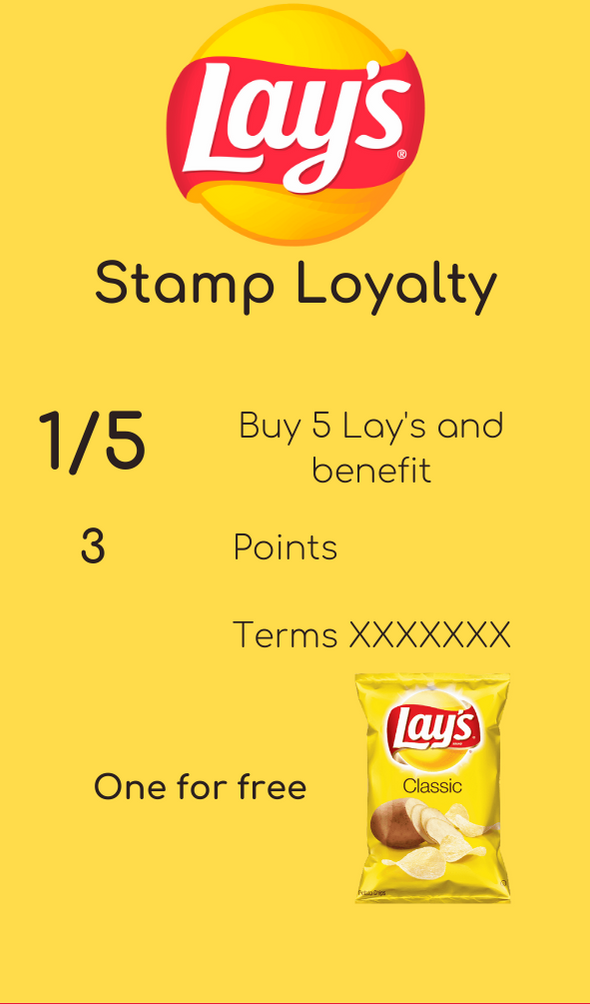 Lay's®
Stamp Loyalty
1/5
Buy 5 Lay's and
benefit
3
Points
Terms XXXXXXX
One for free
Lay's
Classic